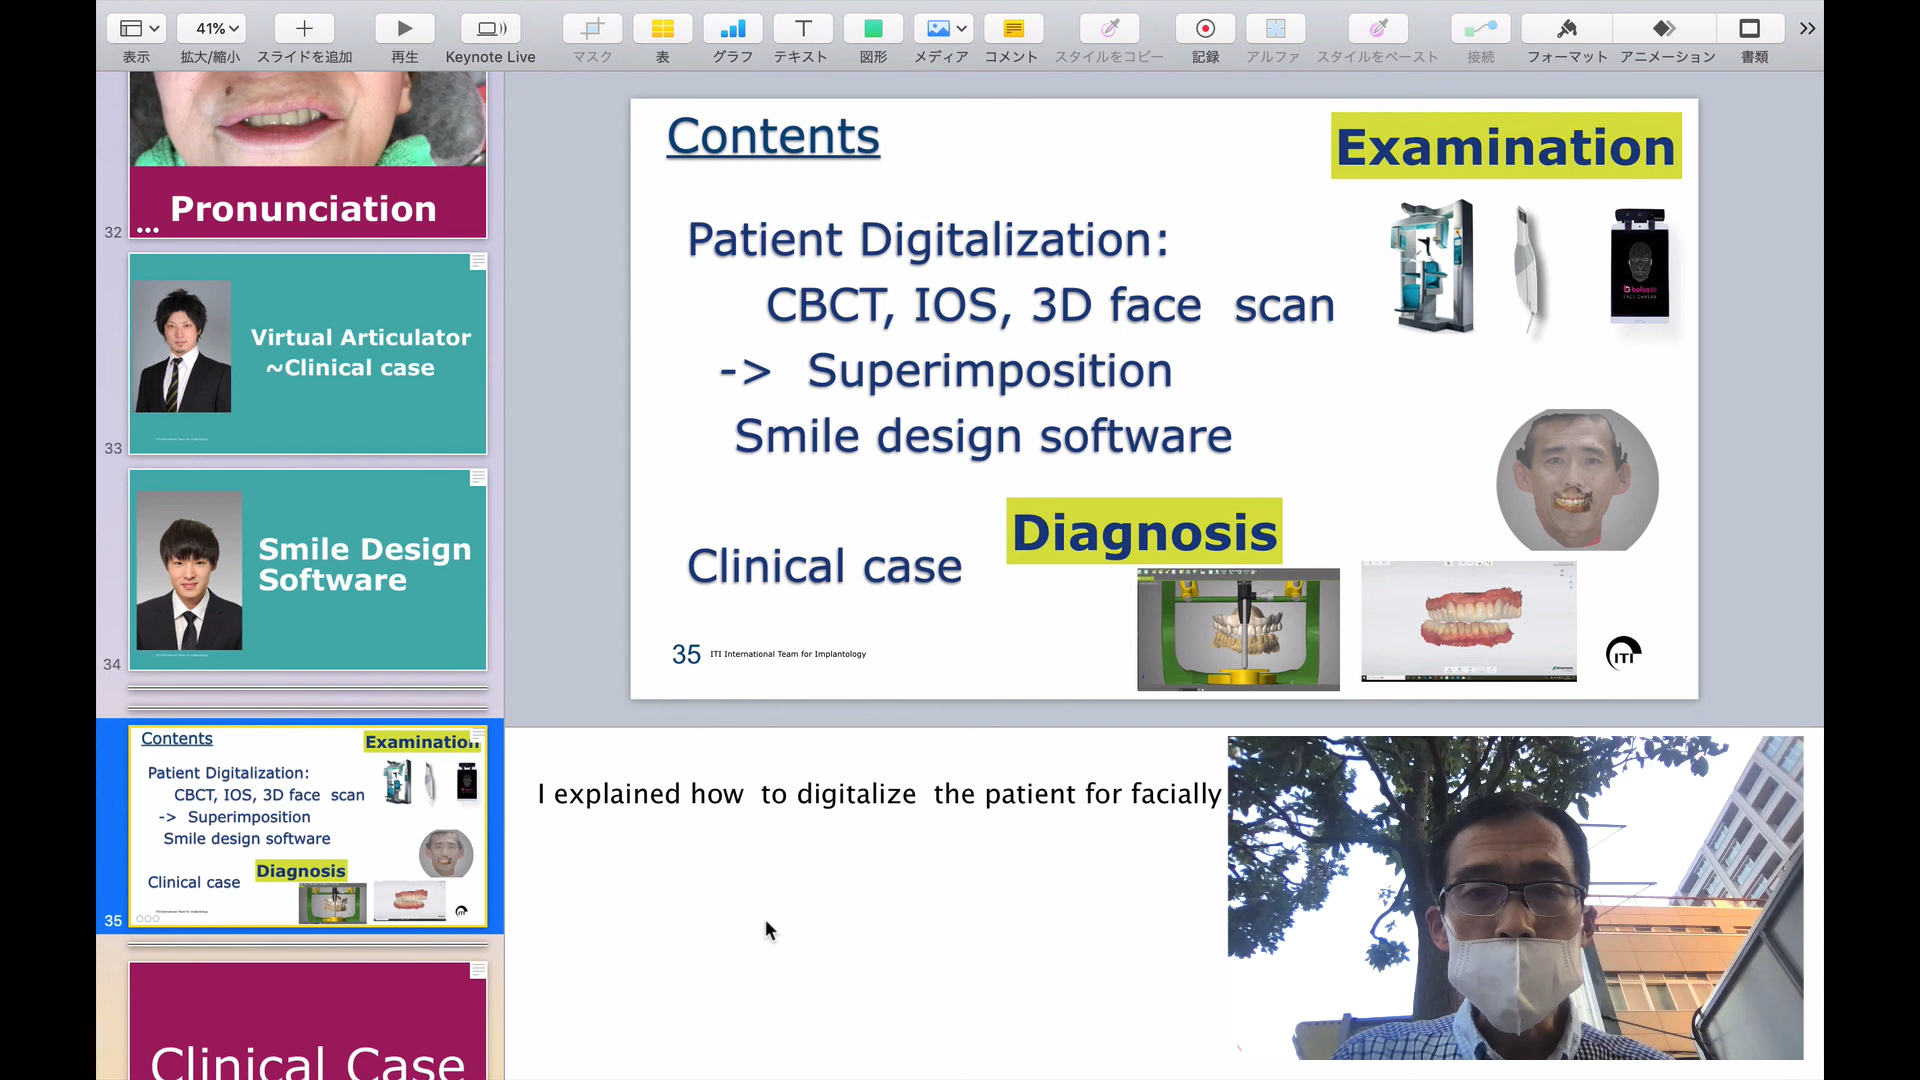 41%
表示
拡大/縮小
スライドを追加
再生
Keynote Live
マスク
表
グラフ
テキスト
図形
メディア
コメント
スタイルをコピー
記録
アルファ
スタイルをペースト
接続
フォーマット
アニメーション
書類
Pronunciation
32
Virtual Articulator
~Clinical case
33
Smile Design
Software
34
Contents
Examination
Patient Digitalization:
CBCT, IOS, 3D face scan
-> Superimposition
Smile design software
Diagnosis
Clinical case
35
Clinical Case
Contents
Examination
Patient Digitalization:
CBCT, IOS, 3D face scan
-> Superimposition
Smile design software
Diagnosis
Clinical case
35 ITI International Team for Implantology
ITI
I explained how to digitalize the patient for facially